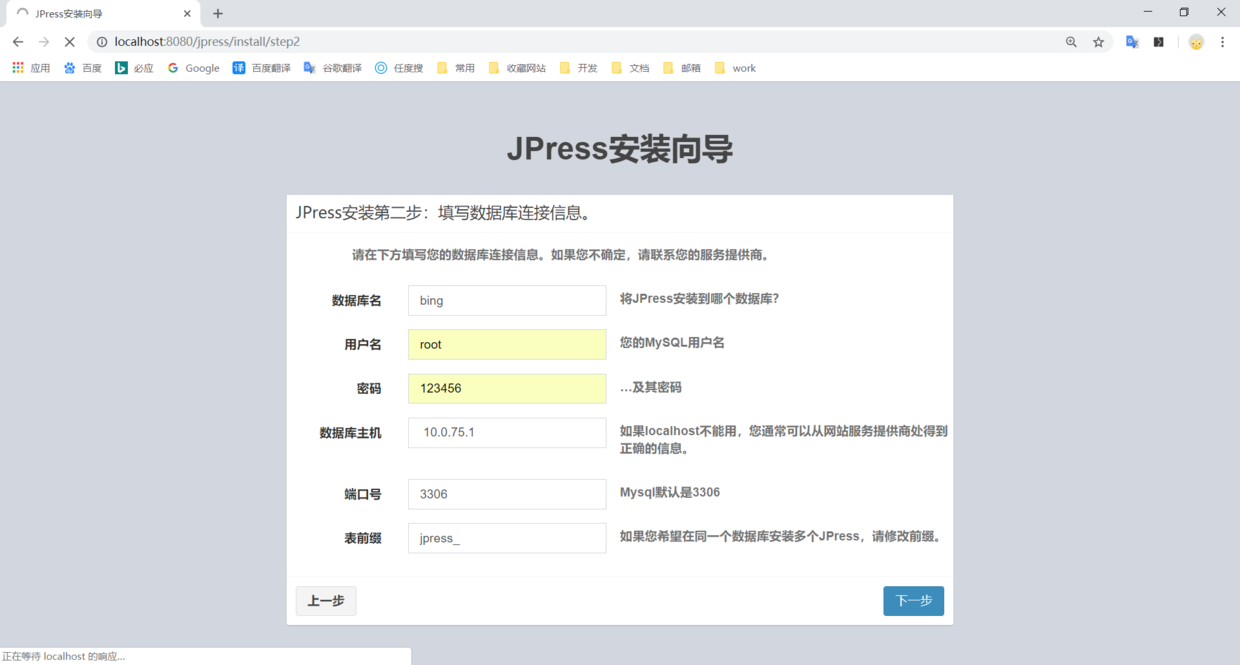 JPress安装向导
localhost:8080/jpress/install/step2
应用 百度 必应 Google 百度翻译 谷歌翻译 任度搜 常用 收藏网站 开发 文档 邮箱 work
JPress安装向导
JPress安装第二步：填写数据库连接信息。
请在下方填写您的数据库连接信息。如果您不确定，请联系您的服务提供商。
数据库名 bing 将JPress安装到哪个数据库？
用户名 root 您的MySQL用户名
密码 123456 ...及其密码
数据库主机 10.0.75.1 如果localhost不能用，您通常可以从网站服务提供商处得到
正确的信息。
端口号 3306 Mysql默认是3306
表前缀 jpress_ 如果您希望在同一个数据库安装多个JPress，请修改前缀。
上一步 下一步
正在等待 localhost 的响应...